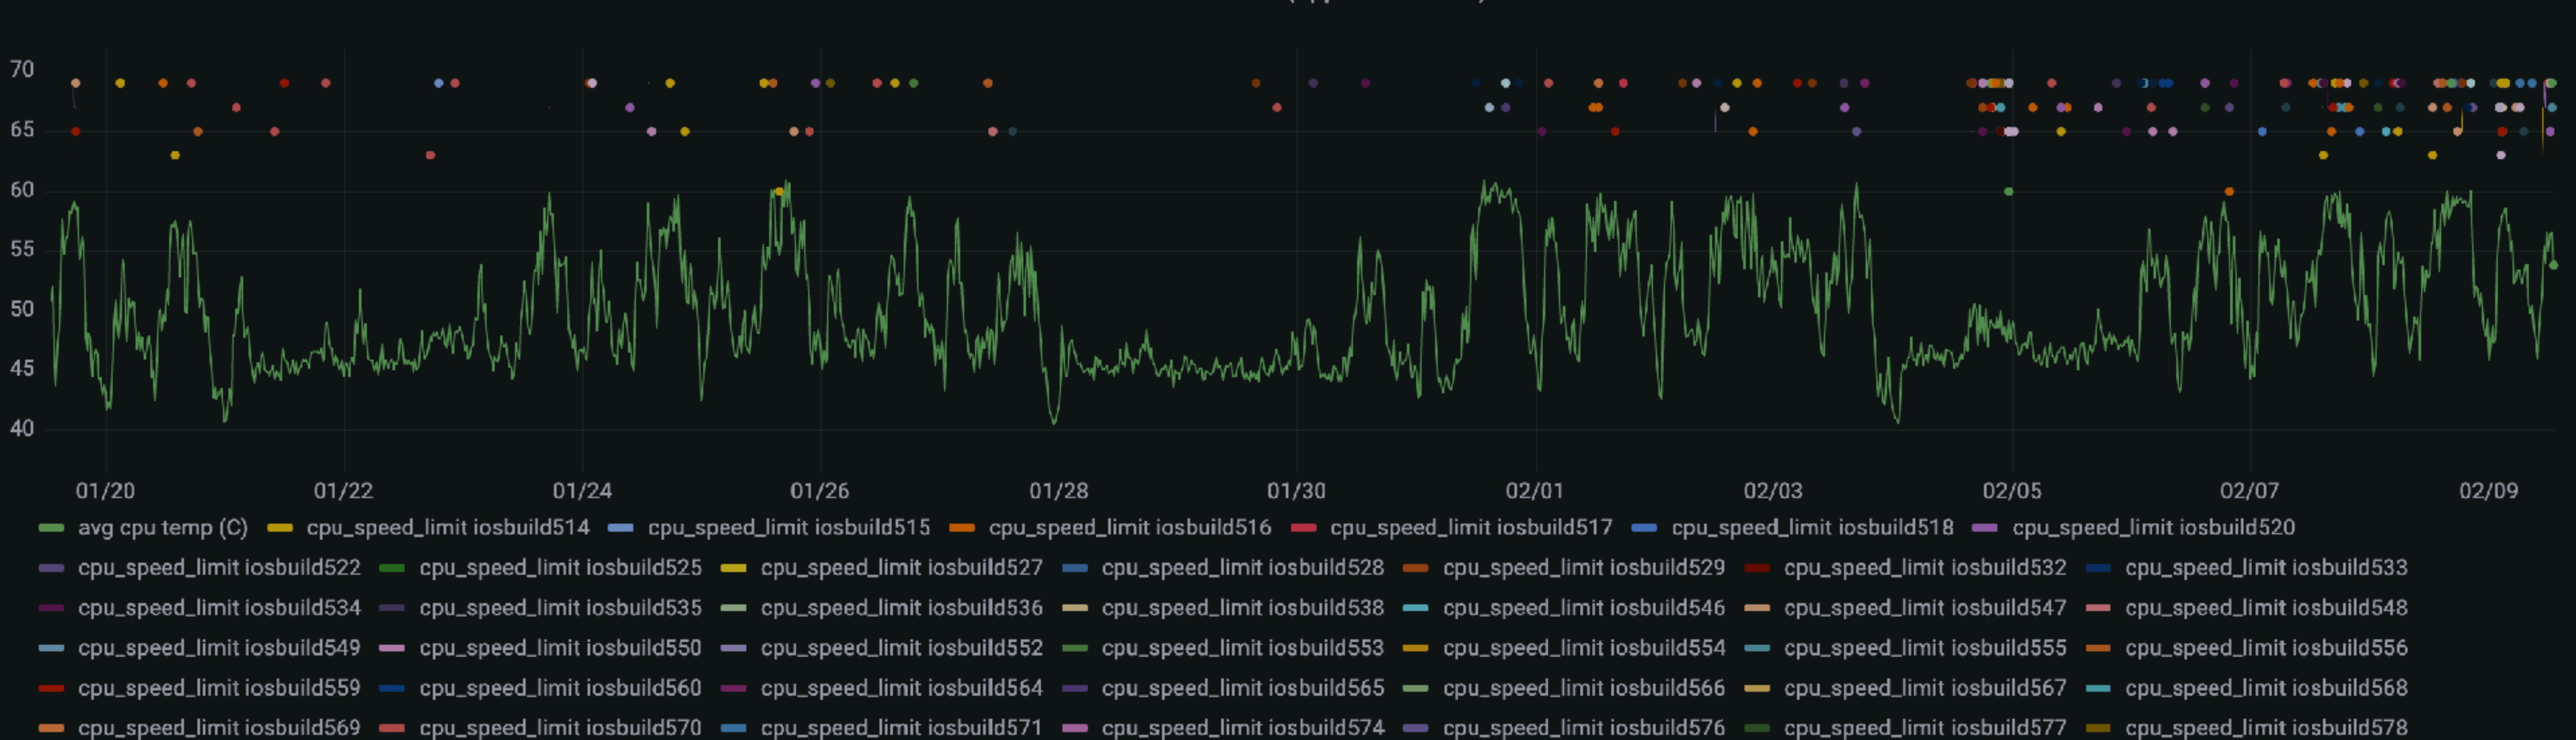 70
65
60
55
50
45
40
01/20 01/22 01/24 01/26 01/28 01/30 02/01 02/03 02/05 02/07 02/09
avg cpu temp (C) cpu_speed_limit iosbuild514 cpu_speed_limit iosbuild515 cpu_speed_limit iosbuild516 cpu_speed_limit iosbuild517 cpu_speed_limit iosbuild518 cpu_speed_limit iosbuild520
cpu_speed_limit iosbuild522 cpu_speed_limit iosbuild525 cpu_speed_limit iosbuild527 cpu_speed_limit iosbuild528 cpu_speed_limit iosbuild529 cpu_speed_limit iosbuild532 cpu_speed_limit iosbuild533
cpu_speed_limit iosbuild534 cpu_speed_limit iosbuild535 cpu_speed_limit iosbuild536 cpu_speed_limit iosbuild538 cpu_speed_limit iosbuild546 cpu_speed_limit iosbuild547 cpu_speed_limit iosbuild548
cpu_speed_limit iosbuild549 cpu_speed_limit iosbuild550 cpu_speed_limit iosbuild552 cpu_speed_limit iosbuild553 cpu_speed_limit iosbuild554 cpu_speed_limit iosbuild555 cpu_speed_limit iosbuild556
cpu_speed_limit iosbuild559 cpu_speed_limit iosbuild560 cpu_speed_limit iosbuild564 cpu_speed_limit iosbuild565 cpu_speed_limit iosbuild566 cpu_speed_limit iosbuild567 cpu_speed_limit iosbuild568
cpu_speed_limit iosbuild569 cpu_speed_limit iosbuild570 cpu_speed_limit iosbuild571 cpu_speed_limit iosbuild574 cpu_speed_limit iosbuild576 cpu_speed_limit iosbuild577 cpu_speed_limit iosbuild578